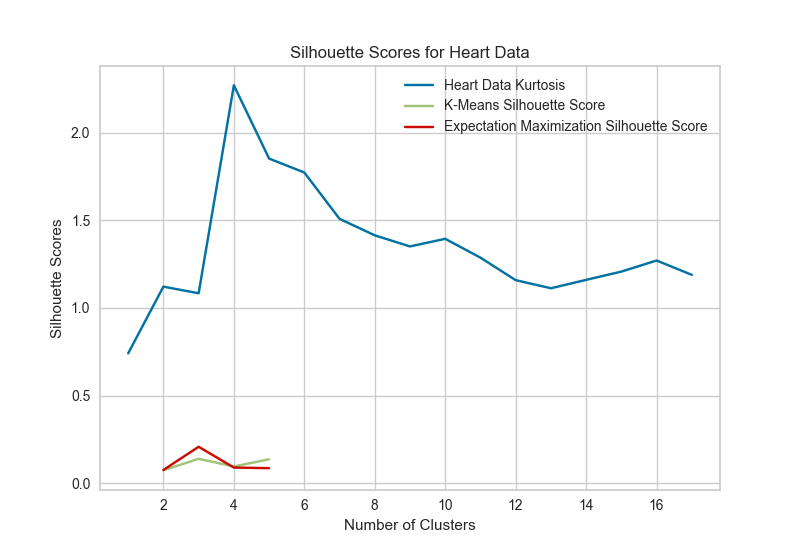 Silhouette Scores for Heart Data
Heart Data Kurtosis
K-Means Silhouette Score
Expectation Maximization Silhouette Score
Silhouette Scores
2.0
1.5
1.0
0.5
0.0
2 4 6 8 10 12 14 16
Number of Clusters